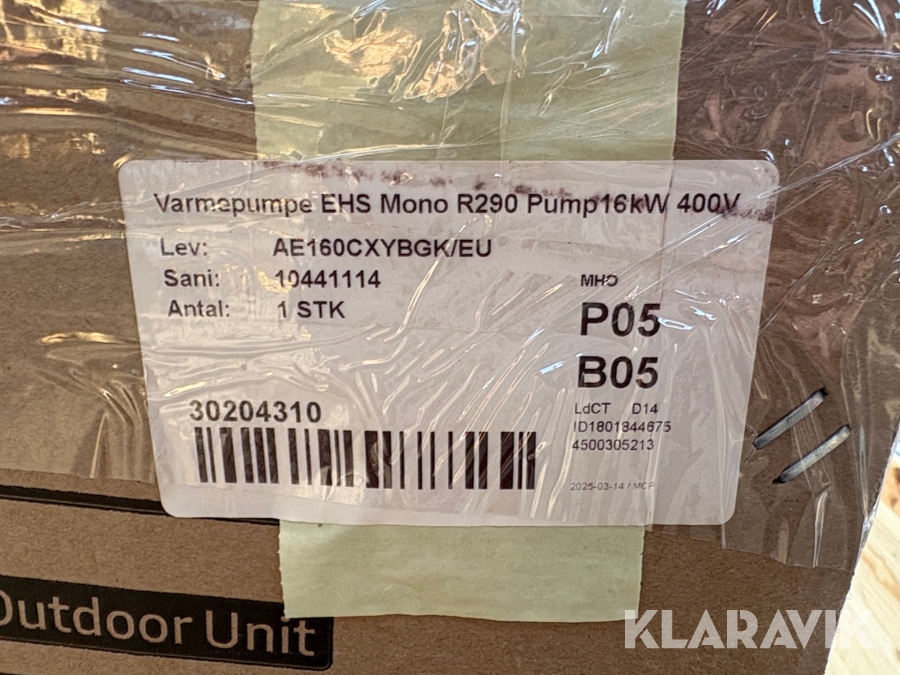 Varmepumpe EHS Mono R290 Pump16kW 400V
Lev: AE160CXYBGK/EU
Sani: 10441114
Antal: 1 STK
MHO
P05
B05
LdCT D14
ID1801844675
4500305213
30204310
2025-03-14 / MCP
Outdoor Unit
KLARAVIK